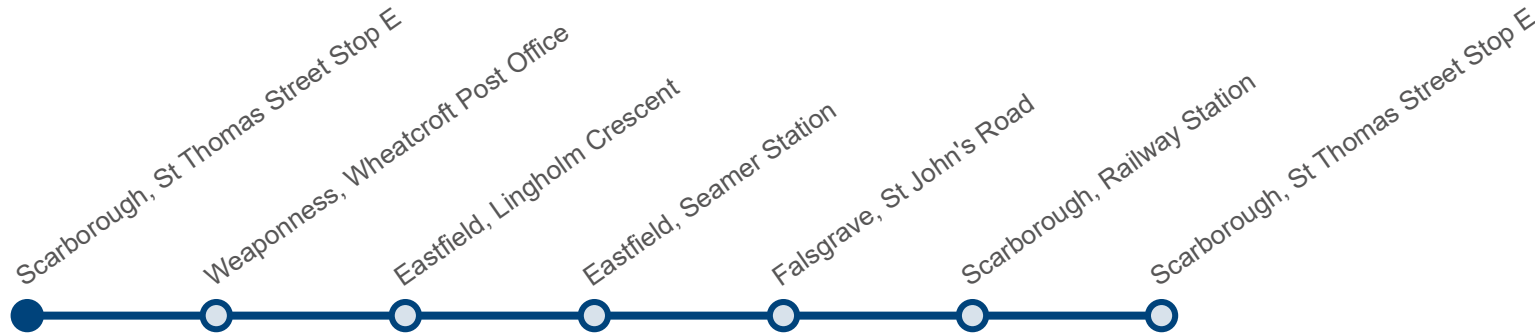 Scarborough, St Thomas Street Stop E
Weaponness, Wheatcroft Post Office
Eastfield, Lingholm Crescent
Eastfield, Seamer Station
Falsgrave, St John's Road
Scarborough, Railway Station
Scarborough, St Thomas Street Stop E